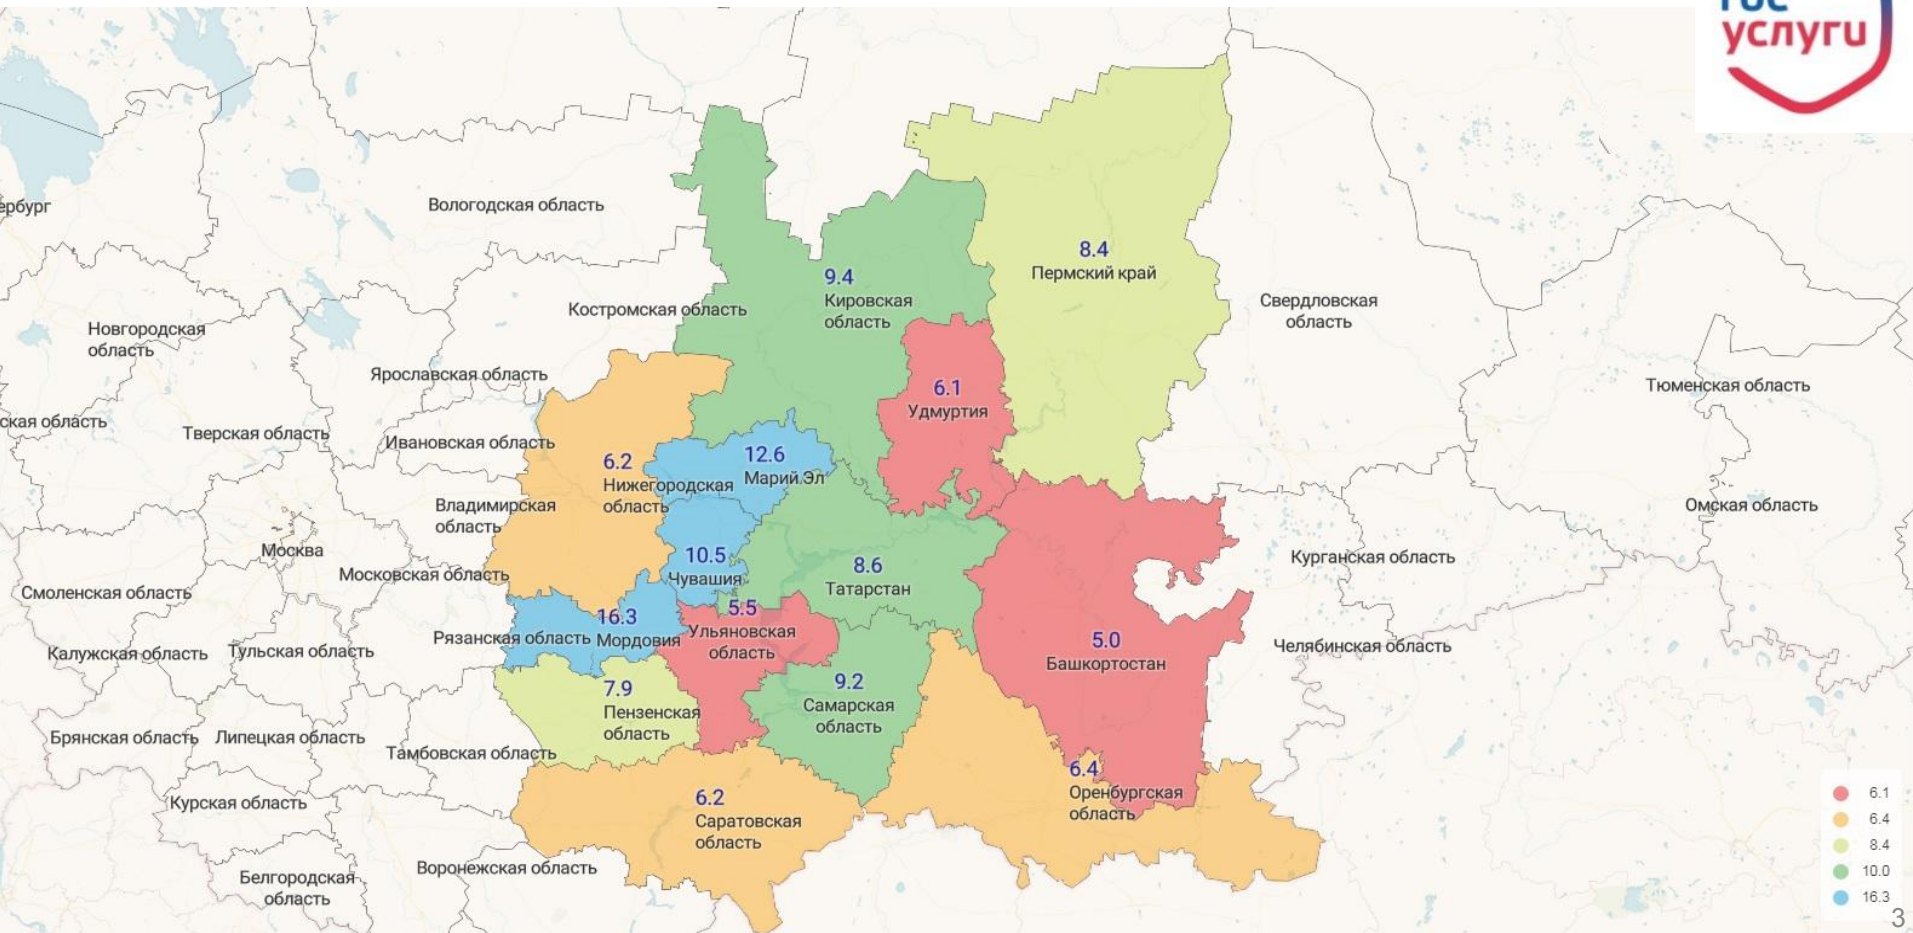 услуги
8.4
Пермский край
Вологодская область
9.4
Кировская
область
Костромская область
Свердловская
область
Новгородская
область
Ярославская область
6.1
Удмуртия
Тюменская область
ская область
Тверская область
Ивановская область
6.2
Нижегородская
область
12.6
Марий Эл
Владимирская
область
Омская область
Москва
Московская область
10.5
Чувашия
8.6
Татарстан
Курганская область
Смоленская область
16.3
Мордовия
5.5
Ульяновская
область
Рязанская область
5.0
Башкортостан
Челябинская область
Калужская область
Тульская область
7.9
Пензенская
область
9.2
Самарская
область
Брянская область
Липецкая область
Тамбовская область
6.4
Оренбургская
область
6.2
Саратовская
область
Курская область
Воронежская область
Белгородская
область
ербург
6.1
6.4
8.4
10.0
16.3
3